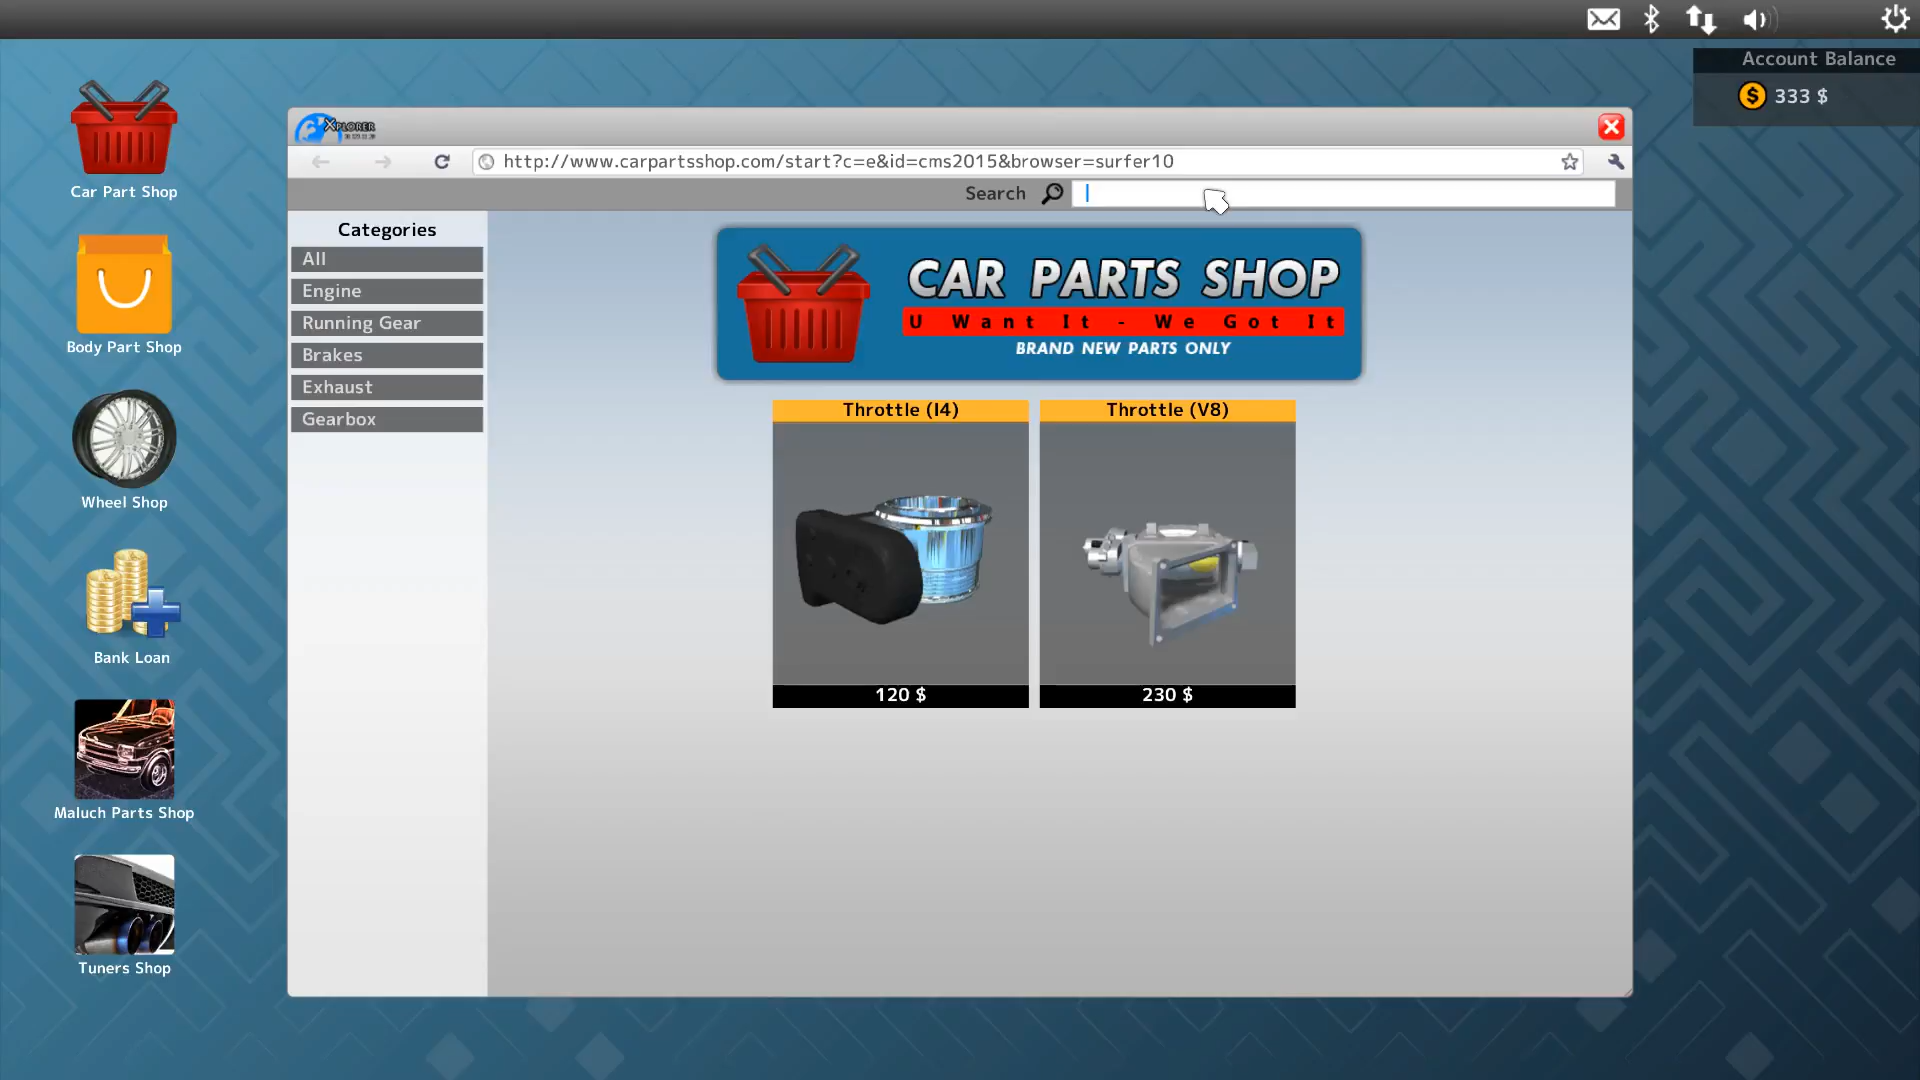 Account Balance
333 $
Car Part Shop
Body Part Shop
Wheel Shop
Bank Loan
Maluch Parts Shop
Tuners Shop
XPLORER
http://www.carpartsshop.com/start?c=e&id=cms2015&browser=surfer10
Search
Categories
All
Engine
Running Gear
Brakes
Exhaust
Gearbox
CAR PARTS SHOP
U Want It - We Got It
BRAND NEW PARTS ONLY
Throttle (I4)
120 $
Throttle (V8)
230 $